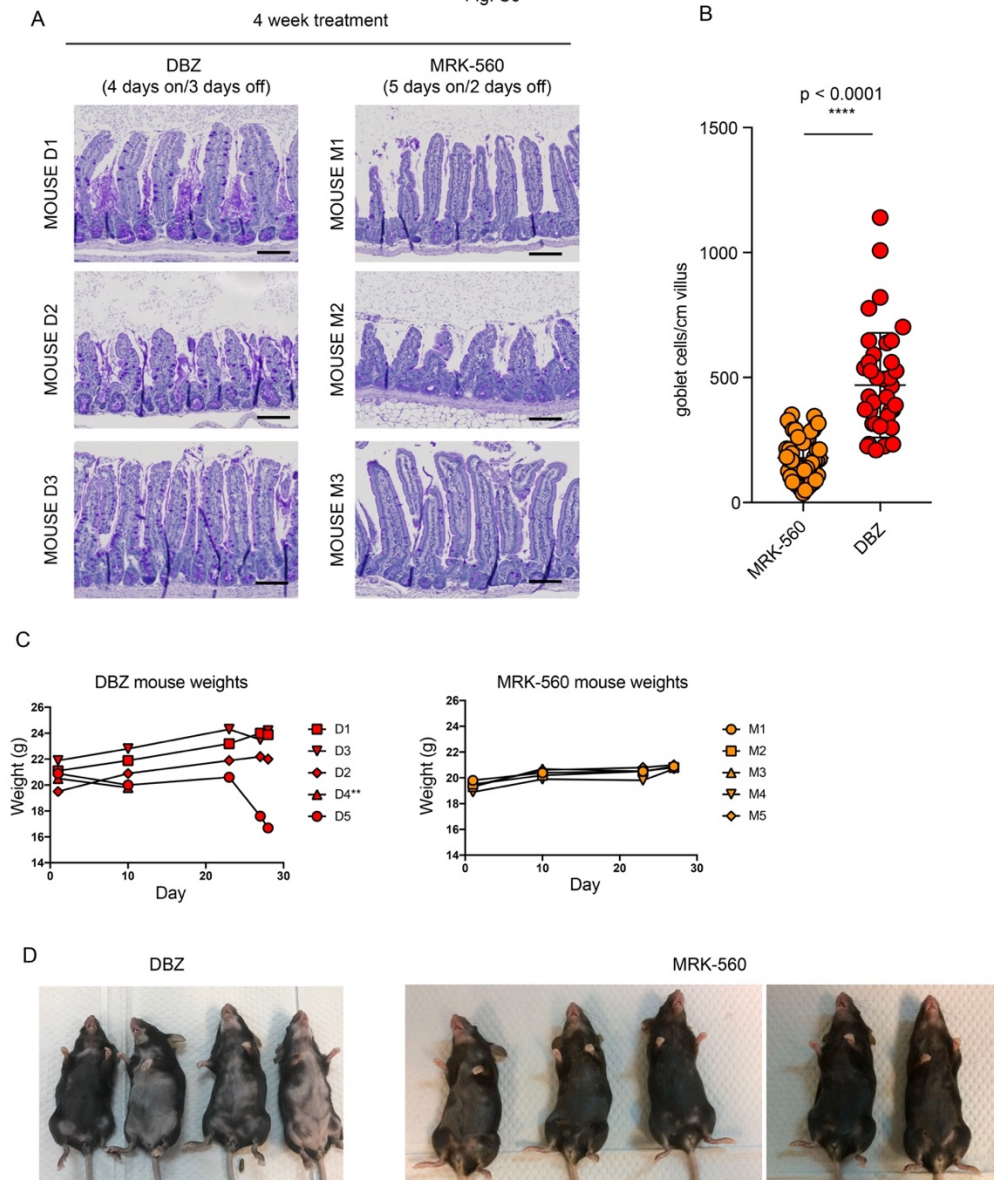 A
4 week treatment
DBZ
(4 days on/3 days off)
MRK-560
(5 days on/2 days off)
MOUSE D1
MOUSE M1
MOUSE D2
MOUSE M2
MOUSE D3
MOUSE M3
B
p < 0.0001
****
1500
1000
500
0
goblet cells/cm villus
MRK-560
DBZ
C
DBZ mouse weights
26
24
22
20
18
16
14
Weight (g)
0
10
20
30
Day
D1
D3
D2
D4**
D5
MRK-560 mouse weights
26
24
22
20
18
16
14
Weight (g)
0
10
20
30
Day
M1
M2
M3
M4
M5
D
DBZ
MRK-560